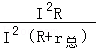 I²R
I² (R+r总)